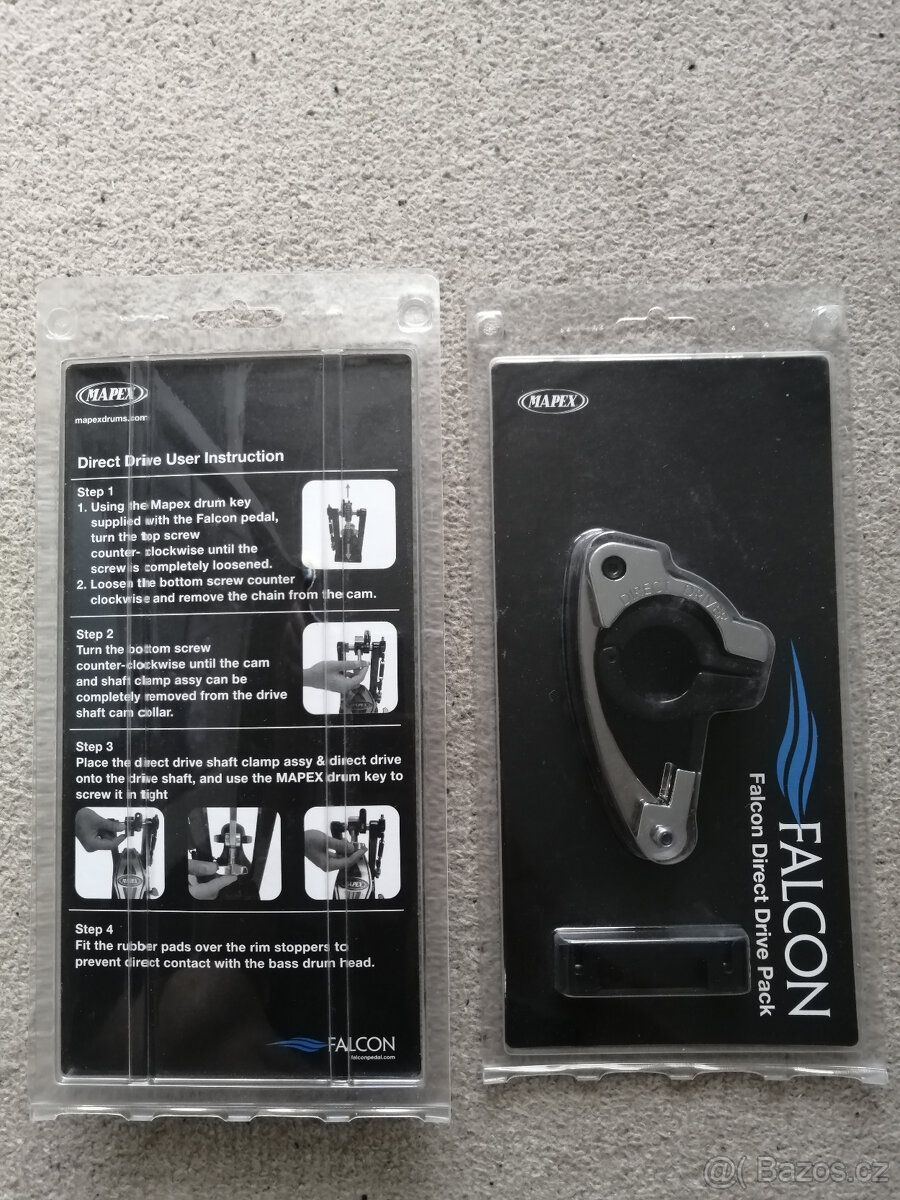 MAPEX
mapexdrums.com
Direct Drive User Instruction
Step 1
1. Using the Mapex drum key
supplied with the Falcon pedal,
turn the top screw
counter- clockwise until the
screw is completely loosened.
2. Loosen the bottom screw counter
clockwise and remove the chain from the cam.
Step 2
Turn the bottom screw
counter-clockwise until the cam
and shaft clamp assy can be
completely removed from the drive
shaft cam collar.
Step 3
Place the direct drive shaft clamp assy & direct drive
onto the drive shaft, and use the MAPEX drum key to
screw it in tight
MAPEX
MAPEX
MAPEX
Step 4
Fit the rubber pads over the rim stoppers to
prevent direct contact with the bass drum head.
FALCON
falconpedal.com
MAPEX
DIRECT DRIVE
FALCON
Falcon Direct Drive Pack
@( Bazos.cz